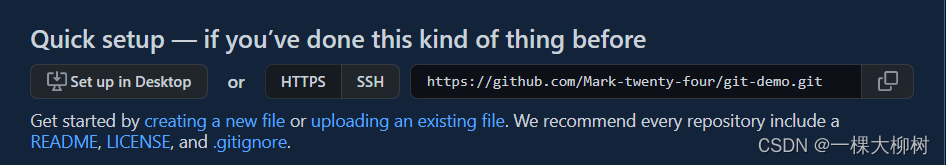 Quick setup — if you’ve done this kind of thing before
Set up in Desktop or HTTPS SSH https://github.com/Mark-twenty-four/git-demo.git
Get started by creating a new file or uploading an existing file. We recommend every repository include a
README, LICENSE, and .gitignore.
CSDN @一棵大柳树